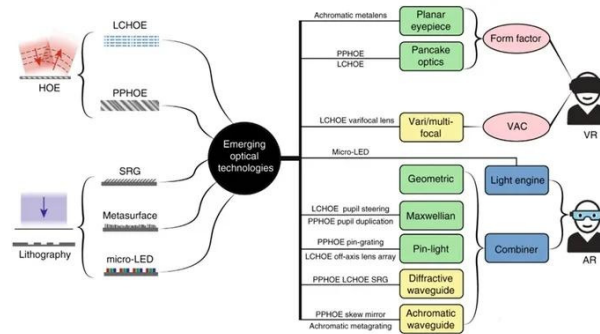 LCHOE
HOE
PPHOE
SRG
Metasurface
Lithography
micro-LED
Emerging
optical
technologies
Achromatic metalens
Planar
eyepiece
PPHOE
LCHOE
Pancake
optics
Form factor
LCHOE varifocal lens
Vari/multi-
focal
VAC
VR
Micro-LED
Geometric
Light engine
LCHOE pupil steering
PPHOE pupil duplication
Maxwellian
PPHOE pin-grating
LCHOE off-axis lens array
Pin-light
Combiner
AR
PPHOE LCHOE SRG
Diffractive
waveguide
PPHOE skew mirror
Achromatic metagrating
Achromatic
waveguide